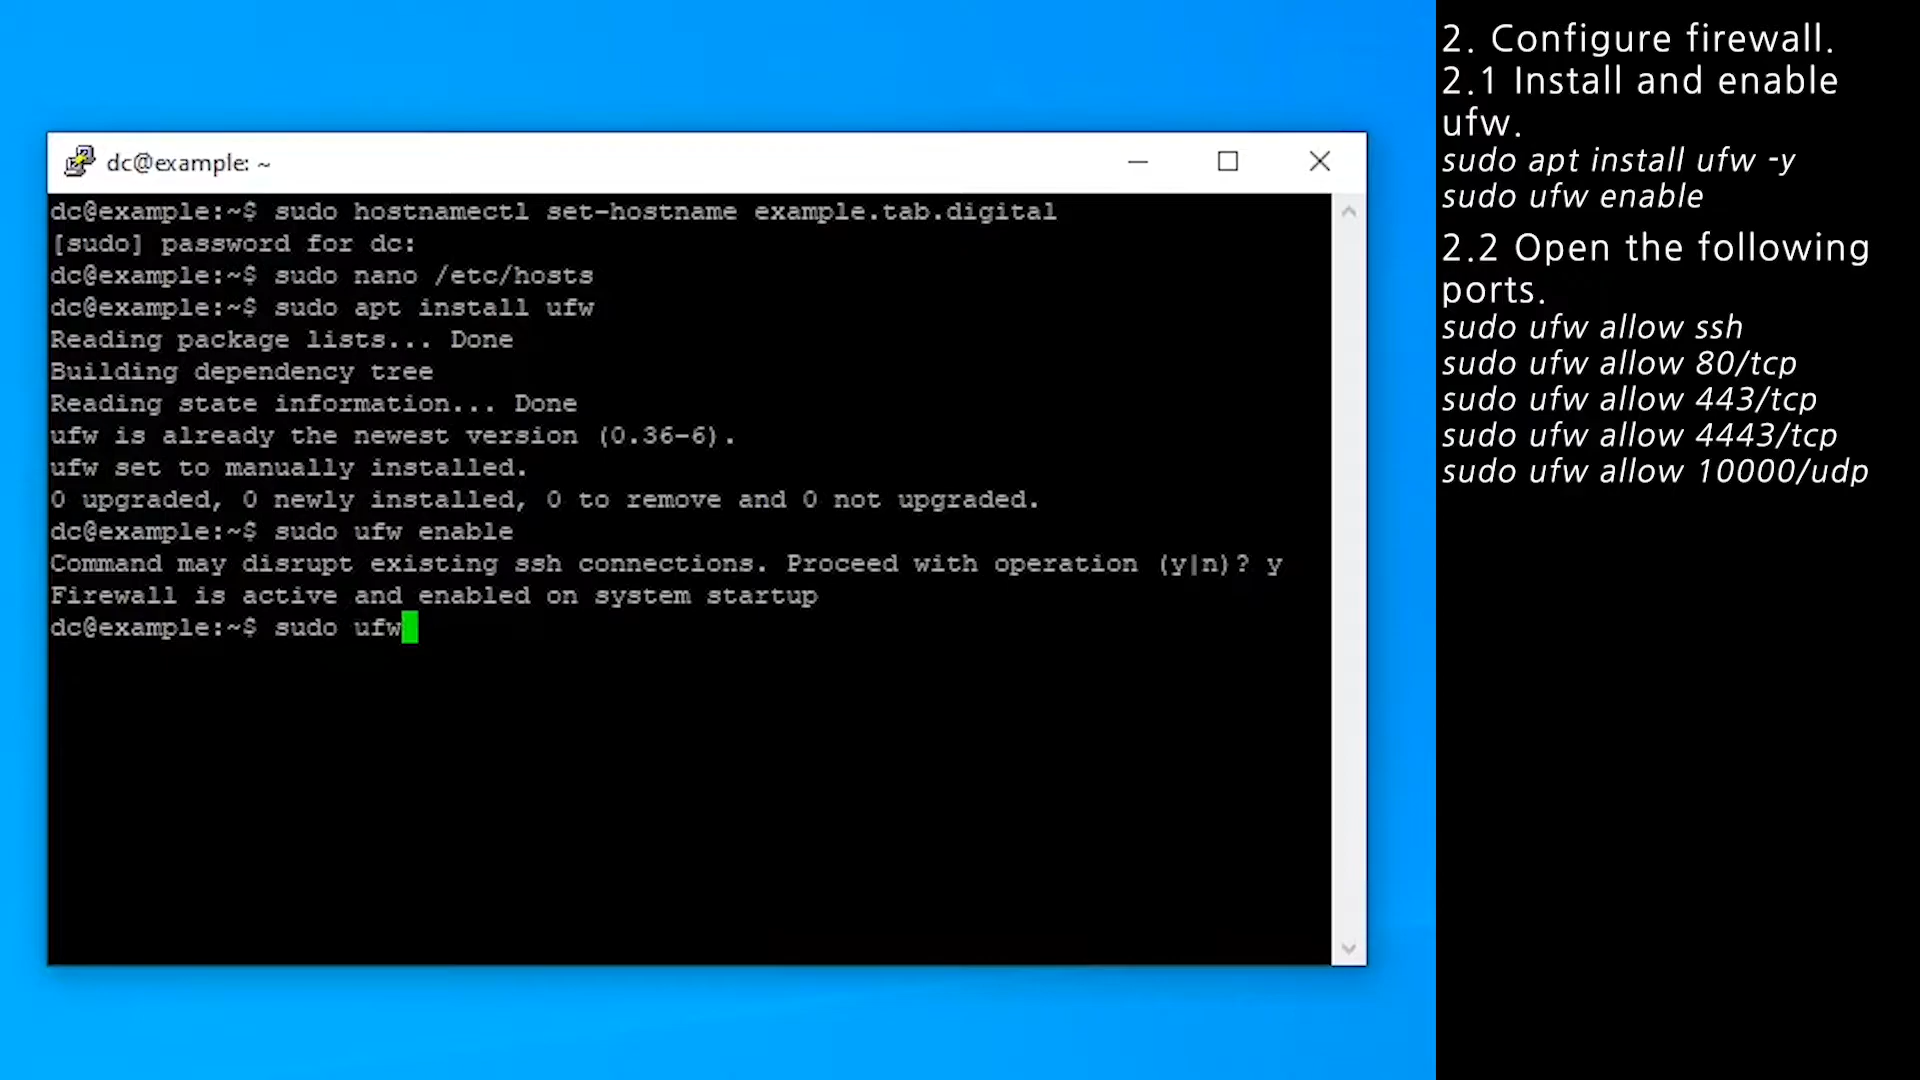 dc@example: ~
dc@example:~$ sudo hostnamectl set-hostname example.tab.digital
[sudo] password for dc:
dc@example:~$ sudo nano /etc/hosts
dc@example:~$ sudo apt install ufw
Reading package lists... Done
Building dependency tree
Reading state information... Done
ufw is already the newest version (0.36-6).
ufw set to manually installed.
0 upgraded, 0 newly installed, 0 to remove and 0 not upgraded.
dc@example:~$ sudo ufw enable
Command may disrupt existing ssh connections. Proceed with operation (y|n)? y
Firewall is active and enabled on system startup
dc@example:~$ sudo ufw
2. Configure firewall.
2.1 Install and enable
ufw.
sudo apt install ufw -y
sudo ufw enable
2.2 Open the following
ports.
sudo ufw allow ssh
sudo ufw allow 80/tcp
sudo ufw allow 443/tcp
sudo ufw allow 4443/tcp
sudo ufw allow 10000/udp